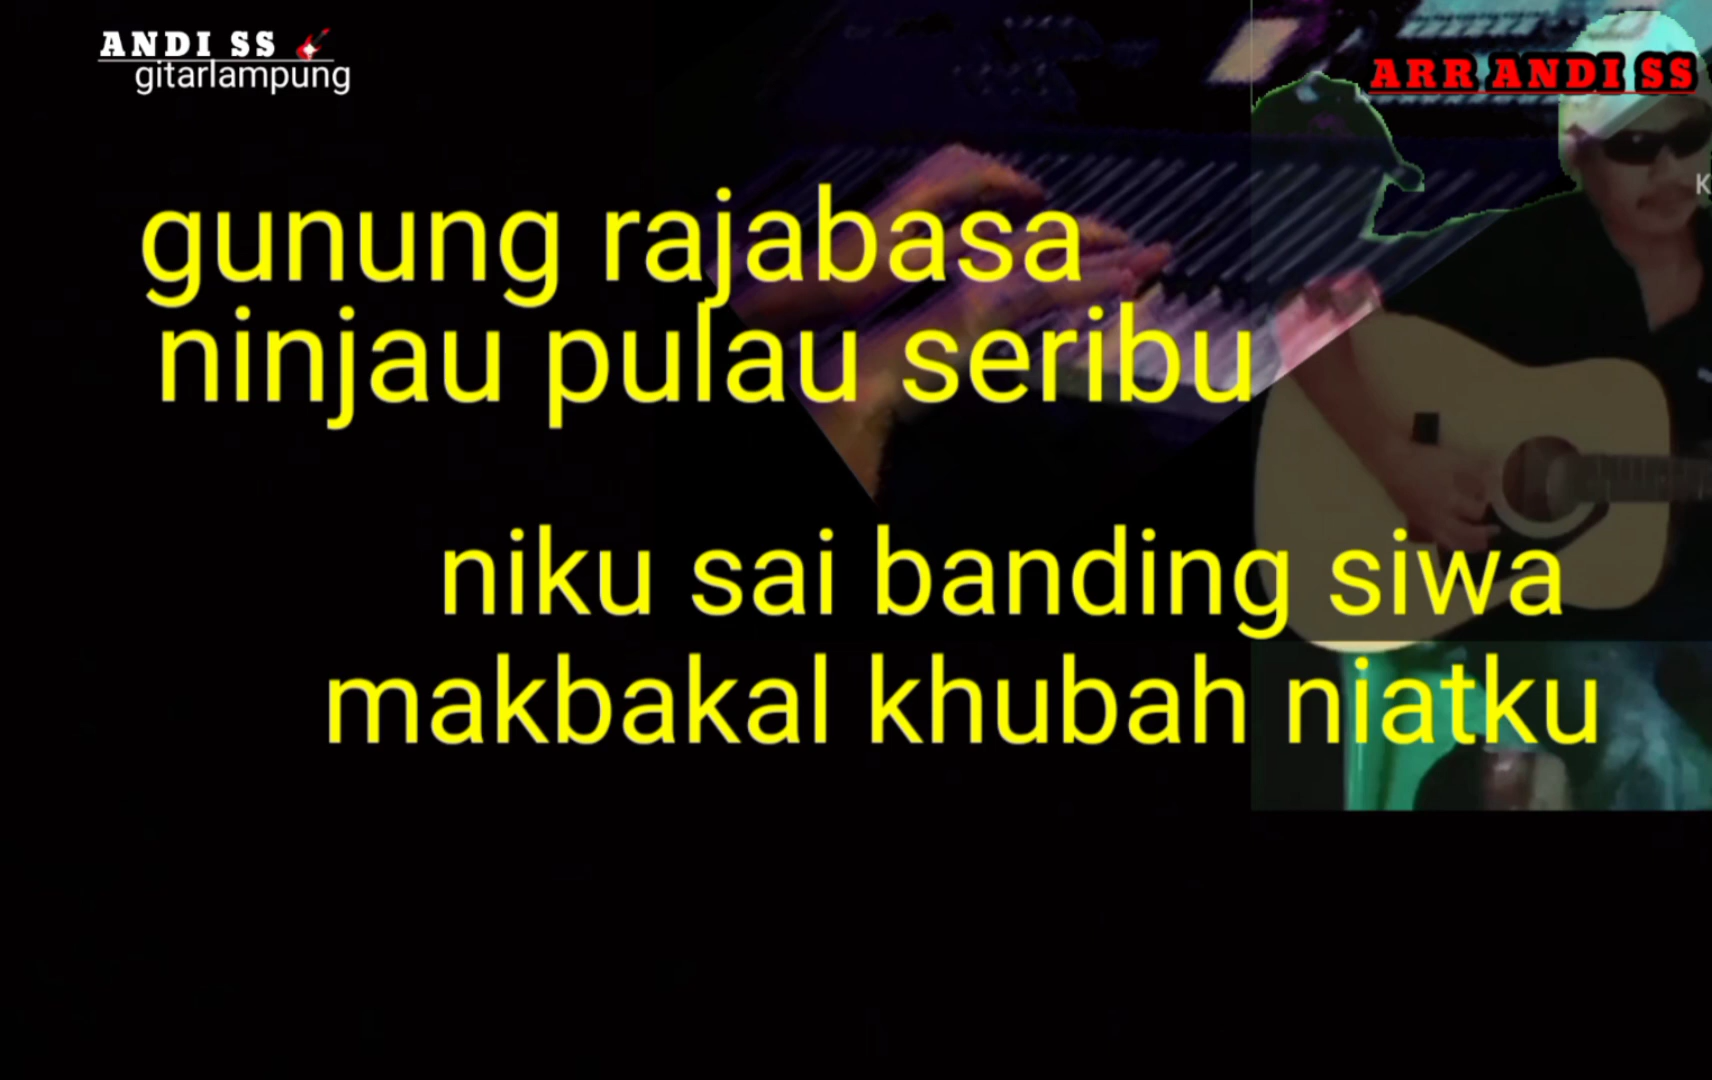 ANDI SS
gitarlampung
ARR ANDI SS
K
gunung rajabasa
ninjau pulau seribu
niku sai banding siwa
makbakal khubah niatku